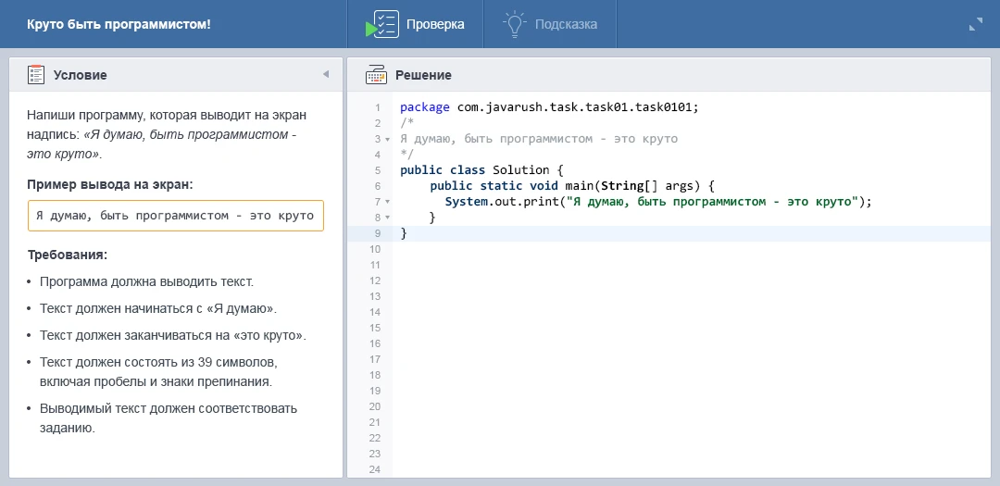 Круто быть программистом!
Проверка
Подсказка
Условие
Напиши программу, которая выводит на экран
надпись: «Я думаю, быть программистом -
это круто».
Пример вывода на экран:
Я думаю, быть программистом - это круто
Требования:
• Программа должна выводить текст.
• Текст должен начинаться с «Я думаю».
• Текст должен заканчиваться на «это круто».
• Текст должен состоять из 39 символов,
включая пробелы и знаки препинания.
• Выводимый текст должен соответствовать
заданию.
Решение
1 package com.javarush.task.task01.task0101;
2 /*
3 Я думаю, быть программистом - это круто
4 */
5 public class Solution {
6 public static void main(String[] args) {
7 System.out.print("Я думаю, быть программистом - это круто");
8 }
9 }
10
11
12
13
14
15
16
17
18
19
20
21
22
23
24